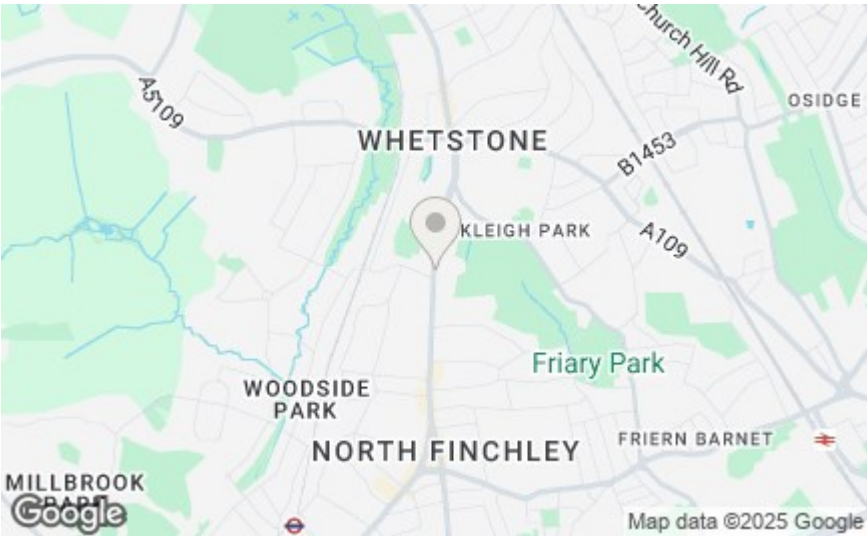 Church Hill Rd
OSIDGE
A5109
WHETSTONE
B1453
KLEIGH PARK
A109
Friary Park
WOODSIDE
PARK
NORTH FINCHLEY
FRIERN BARNET
MILLBROOK
PARK
Google
Map data ©2025 Google